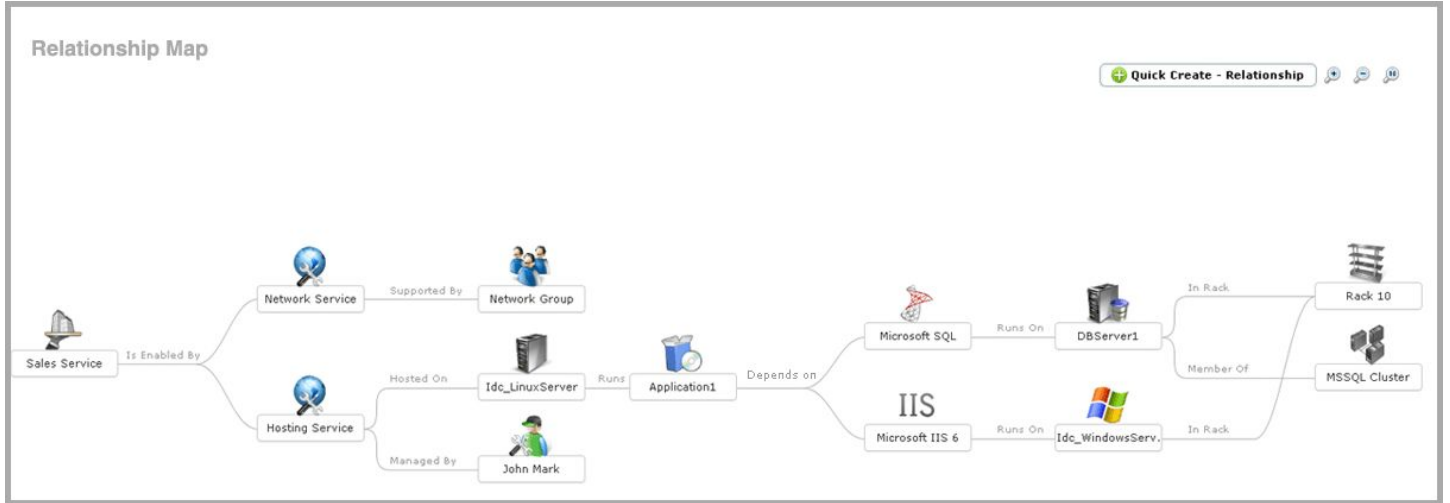 Relationship Map
Quick Create - Relationship
Network Service
Supported By
Network Group
Rack 10
In Rack
Microsoft SQL
Runs On
DBServer1
Sales Service
Is Enabled By
Member Of
MSSQL Cluster
Hosted On
Idc_LinuxServer
Runs
Application1
Depends on
IIS
Hosting Service
Microsoft IIS 6
Runs On
Idc_WindowsServ.
In Rack
Managed By
John Mark